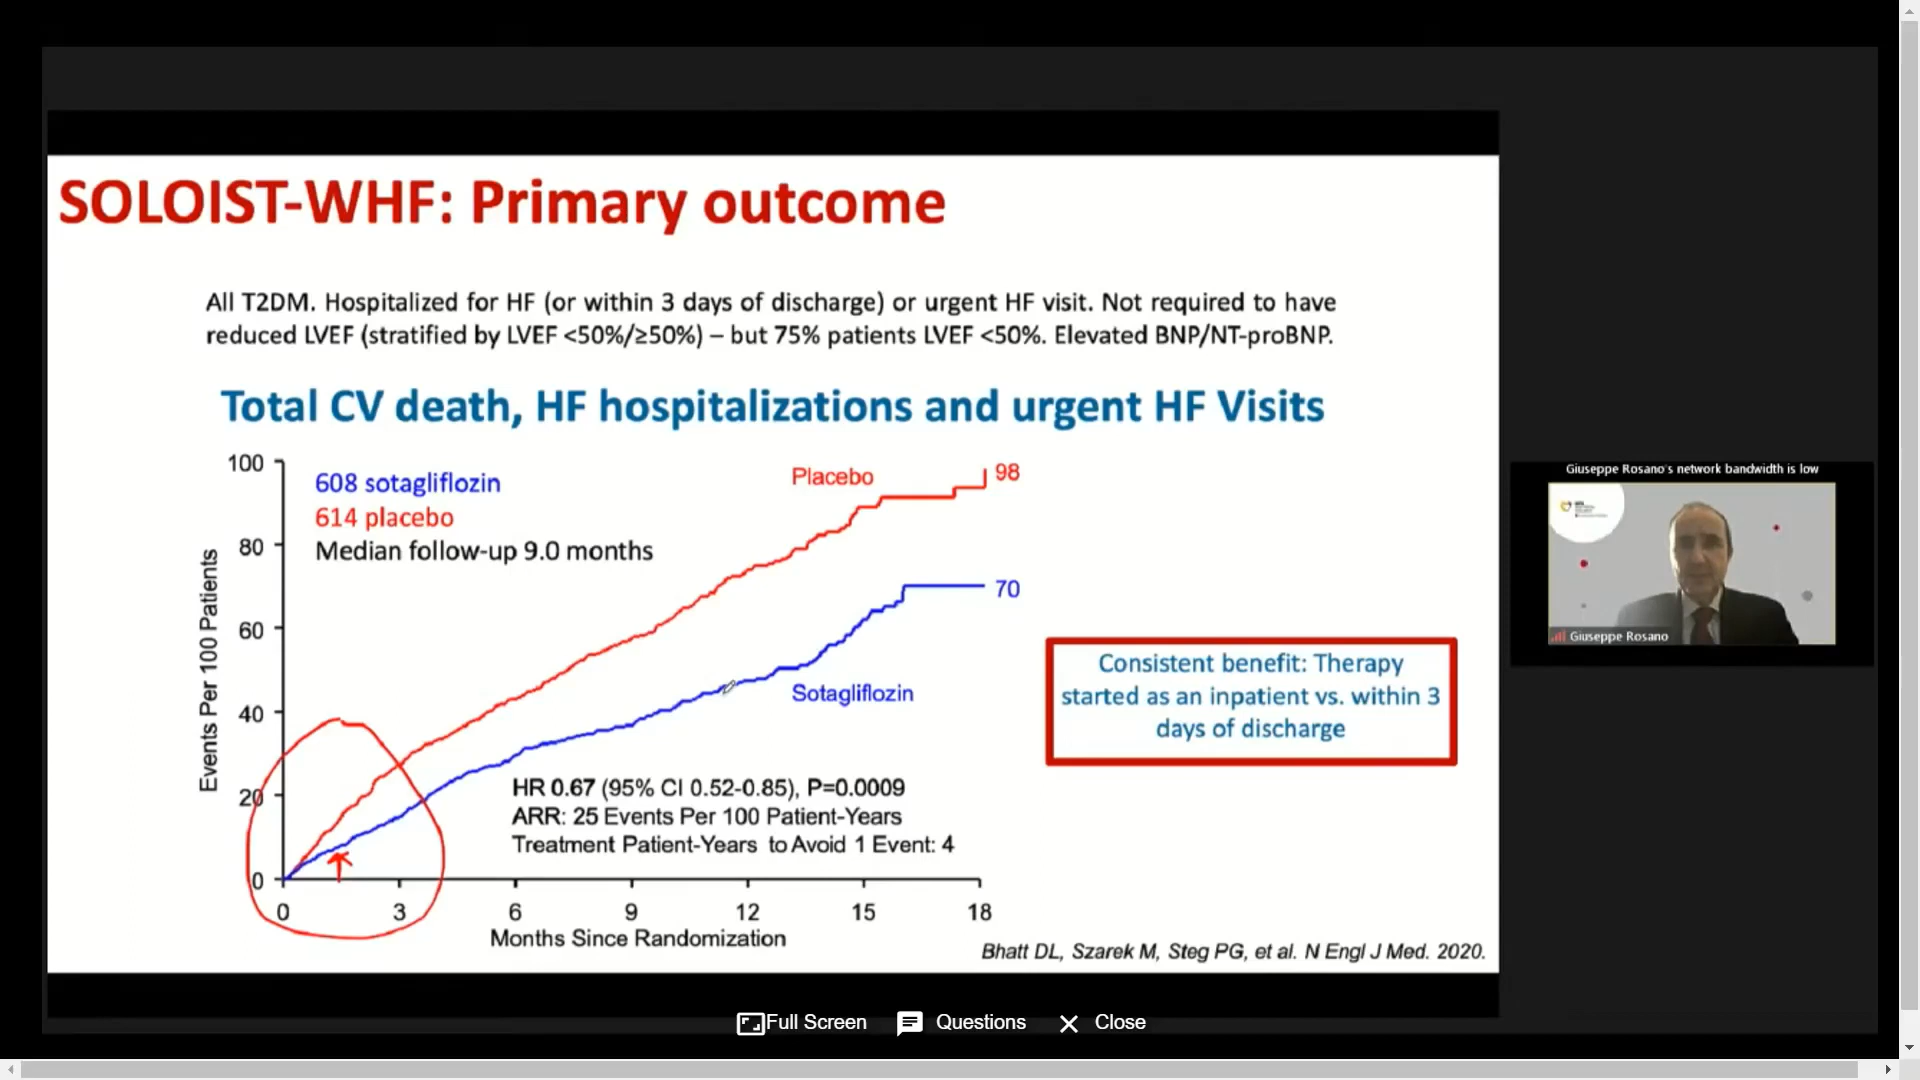 SOLOIST-WHF: Primary outcome
All T2DM. Hospitalized for HF (or within 3 days of discharge) or urgent HF visit. Not required to have
reduced LVEF (stratified by LVEF <50%/≥50%) – but 75% patients LVEF <50%. Elevated BNP/NT-proBNP.
Total CV death, HF hospitalizations and urgent HF Visits
Events Per 100 Patients
100
80
60
40
20
0
608 sotagliflozin
614 placebo
Median follow-up 9.0 months
Placebo
98
70
Sotagliflozin
HR 0.67 (95% CI 0.52-0.85), P=0.0009
ARR: 25 Events Per 100 Patient-Years
Treatment Patient-Years to Avoid 1 Event: 4
0 3 6 9 12 15 18
Months Since Randomization
Consistent benefit: Therapy
started as an inpatient vs. within 3
days of discharge
Bhatt DL, Szarek M, Steg PG, et al. N Engl J Med. 2020.
Giuseppe Rosano's network bandwidth is low
Giuseppe Rosano
Full Screen Questions Close